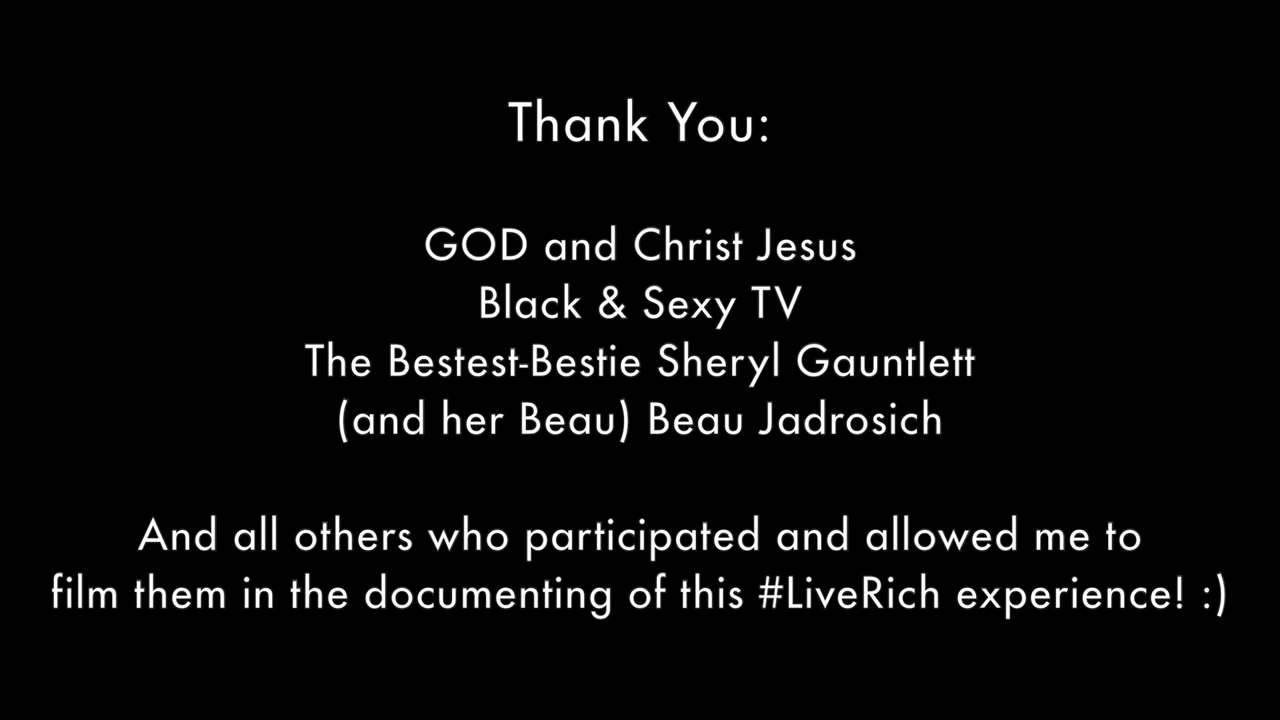 Thank You:
GOD and Christ Jesus
Black & Sexy TV
The Bestest-Bestie Sheryl Gauntlett
(and her Beau) Beau Jadrosich
And all others who participated and allowed me to
film them in the documenting of this #LiveRich experience! :)